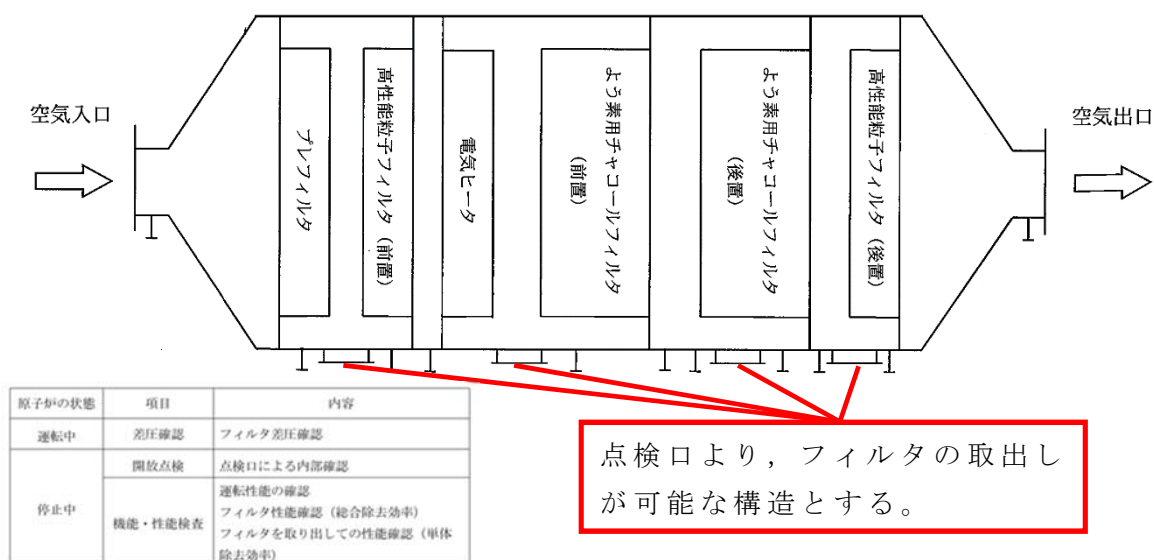 空気入口
プレフィルタ
高性能粒子フィルタ（前置）
電気ヒータ
よう素用チャコールフィルタ
（前置）
よう素用チャコールフィルタ
（後置）
高性能粒子フィルタ（後置）
空気出口
原子炉の状態 項目 内容
運転中 差圧確認 フィルタ差圧確認
停止中 開放点検 点検口による内部確認
機能・性能検査 運転性能の確認
フィルタ性能確認（総合除去効率）
フィルタを取り出しての性能確認（単体
除去効率）
点検口より，フィルタの取出し
が可能な構造とする。